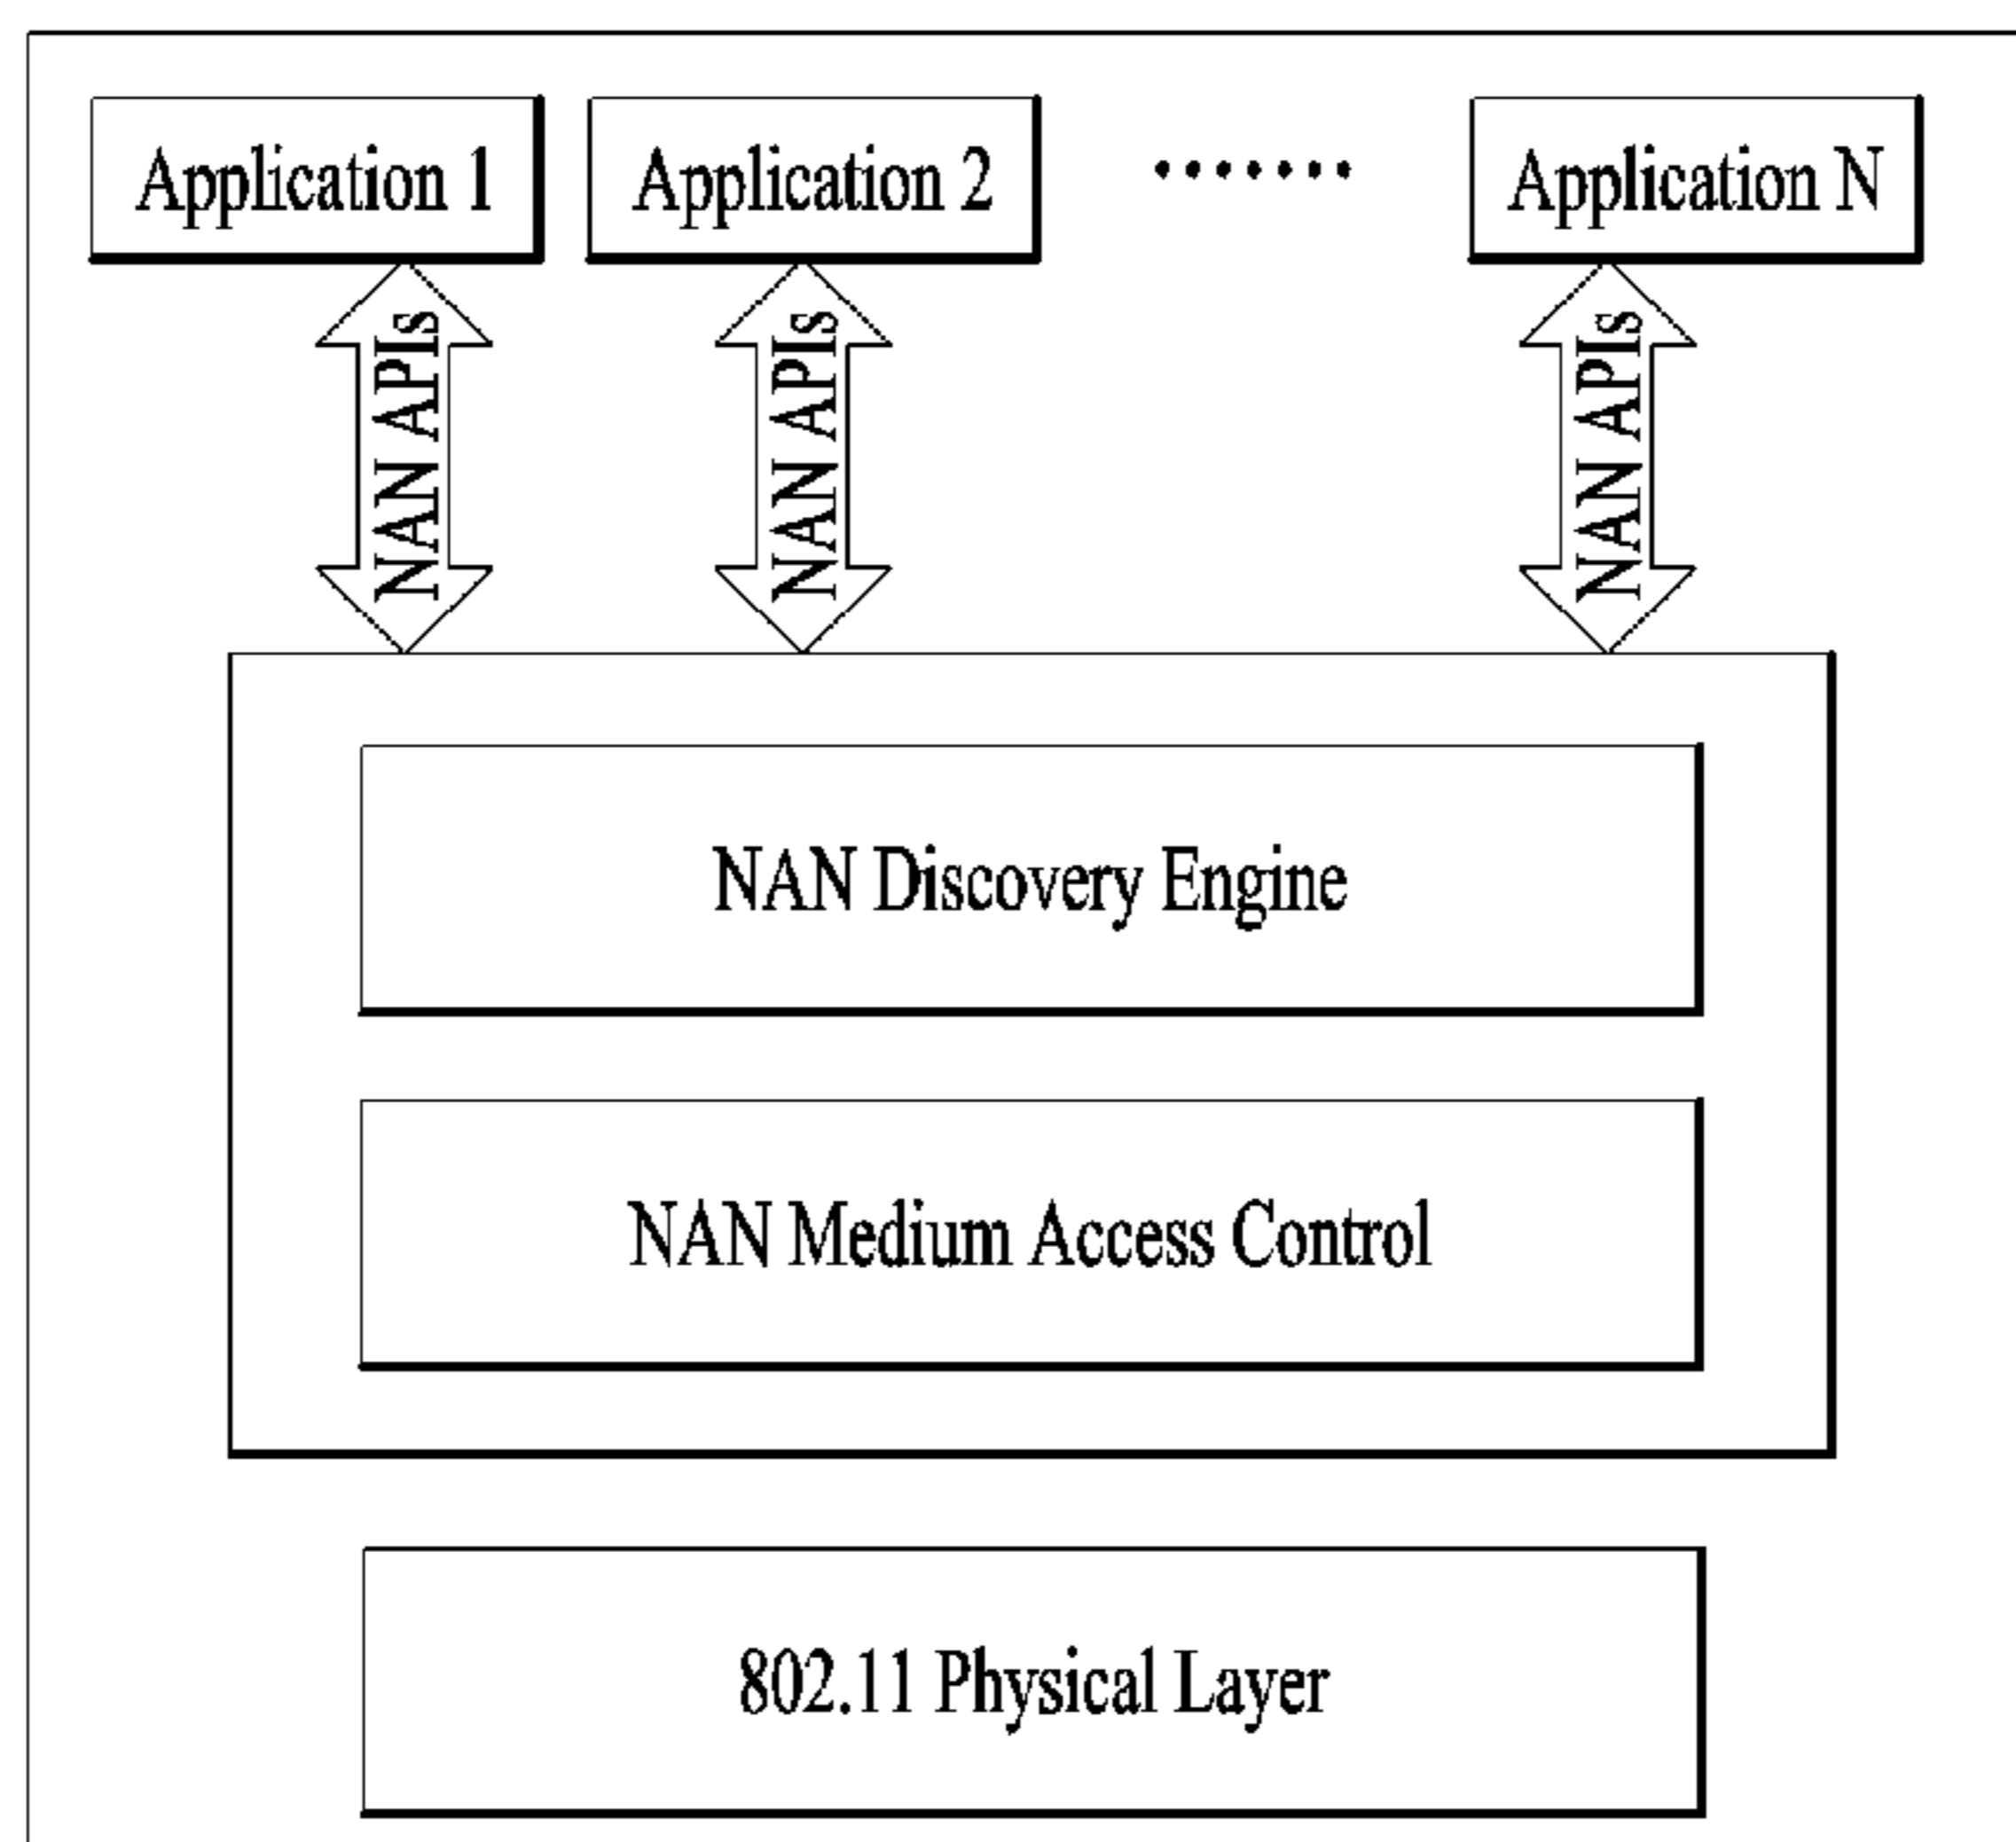 Application 1
Application 2
.......
Application N
NAN APIs
NAN APIs
NAN APIs
NAN Discovery Engine
NAN Medium Access Control
802.11 Physical Layer